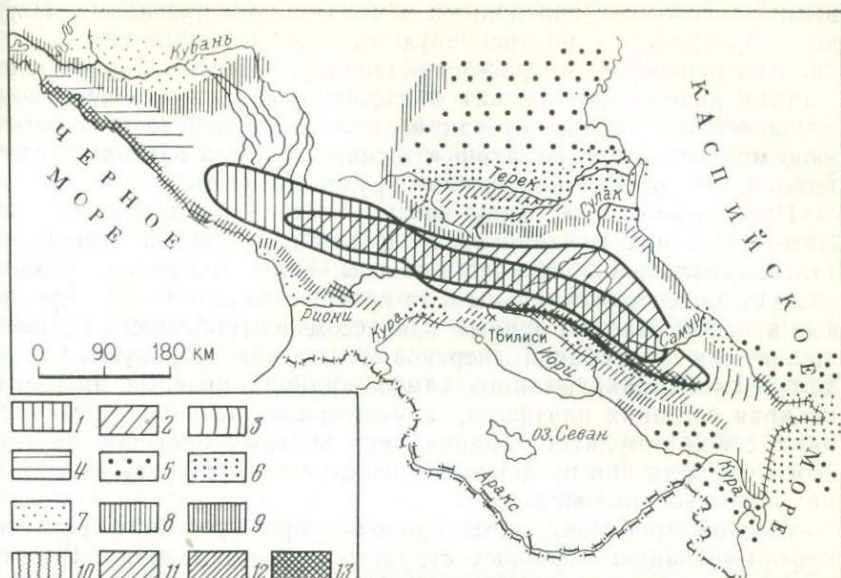 Кубань
ЧЕРНОЕ
МОРЕ
КАСПИЙСКОЕ
МОРЕ
Терек
Сулак
Самур
Риони
Кура
Тбилиси
Иори
оз. Севан
Аракс
Кура
0 90 180 км
1 2 3
4 5 6
7 8 9
10 11 12 13